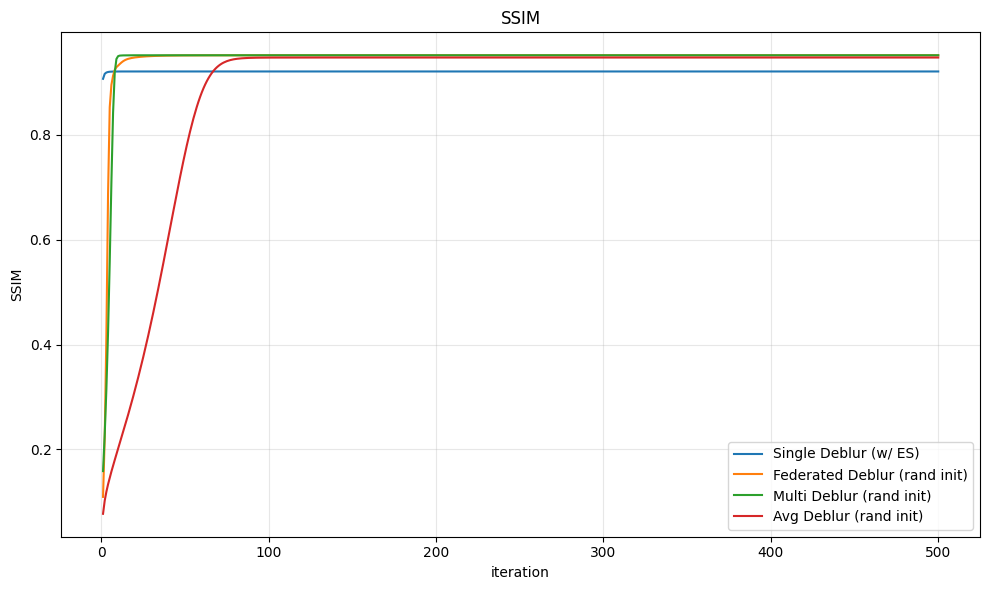 SSIM
SSIM
0.8
0.6
0.4
0.2
0
100
200
300
400
500
iteration
Single Deblur (w/ ES)
Federated Deblur (rand init)
Multi Deblur (rand init)
Avg Deblur (rand init)